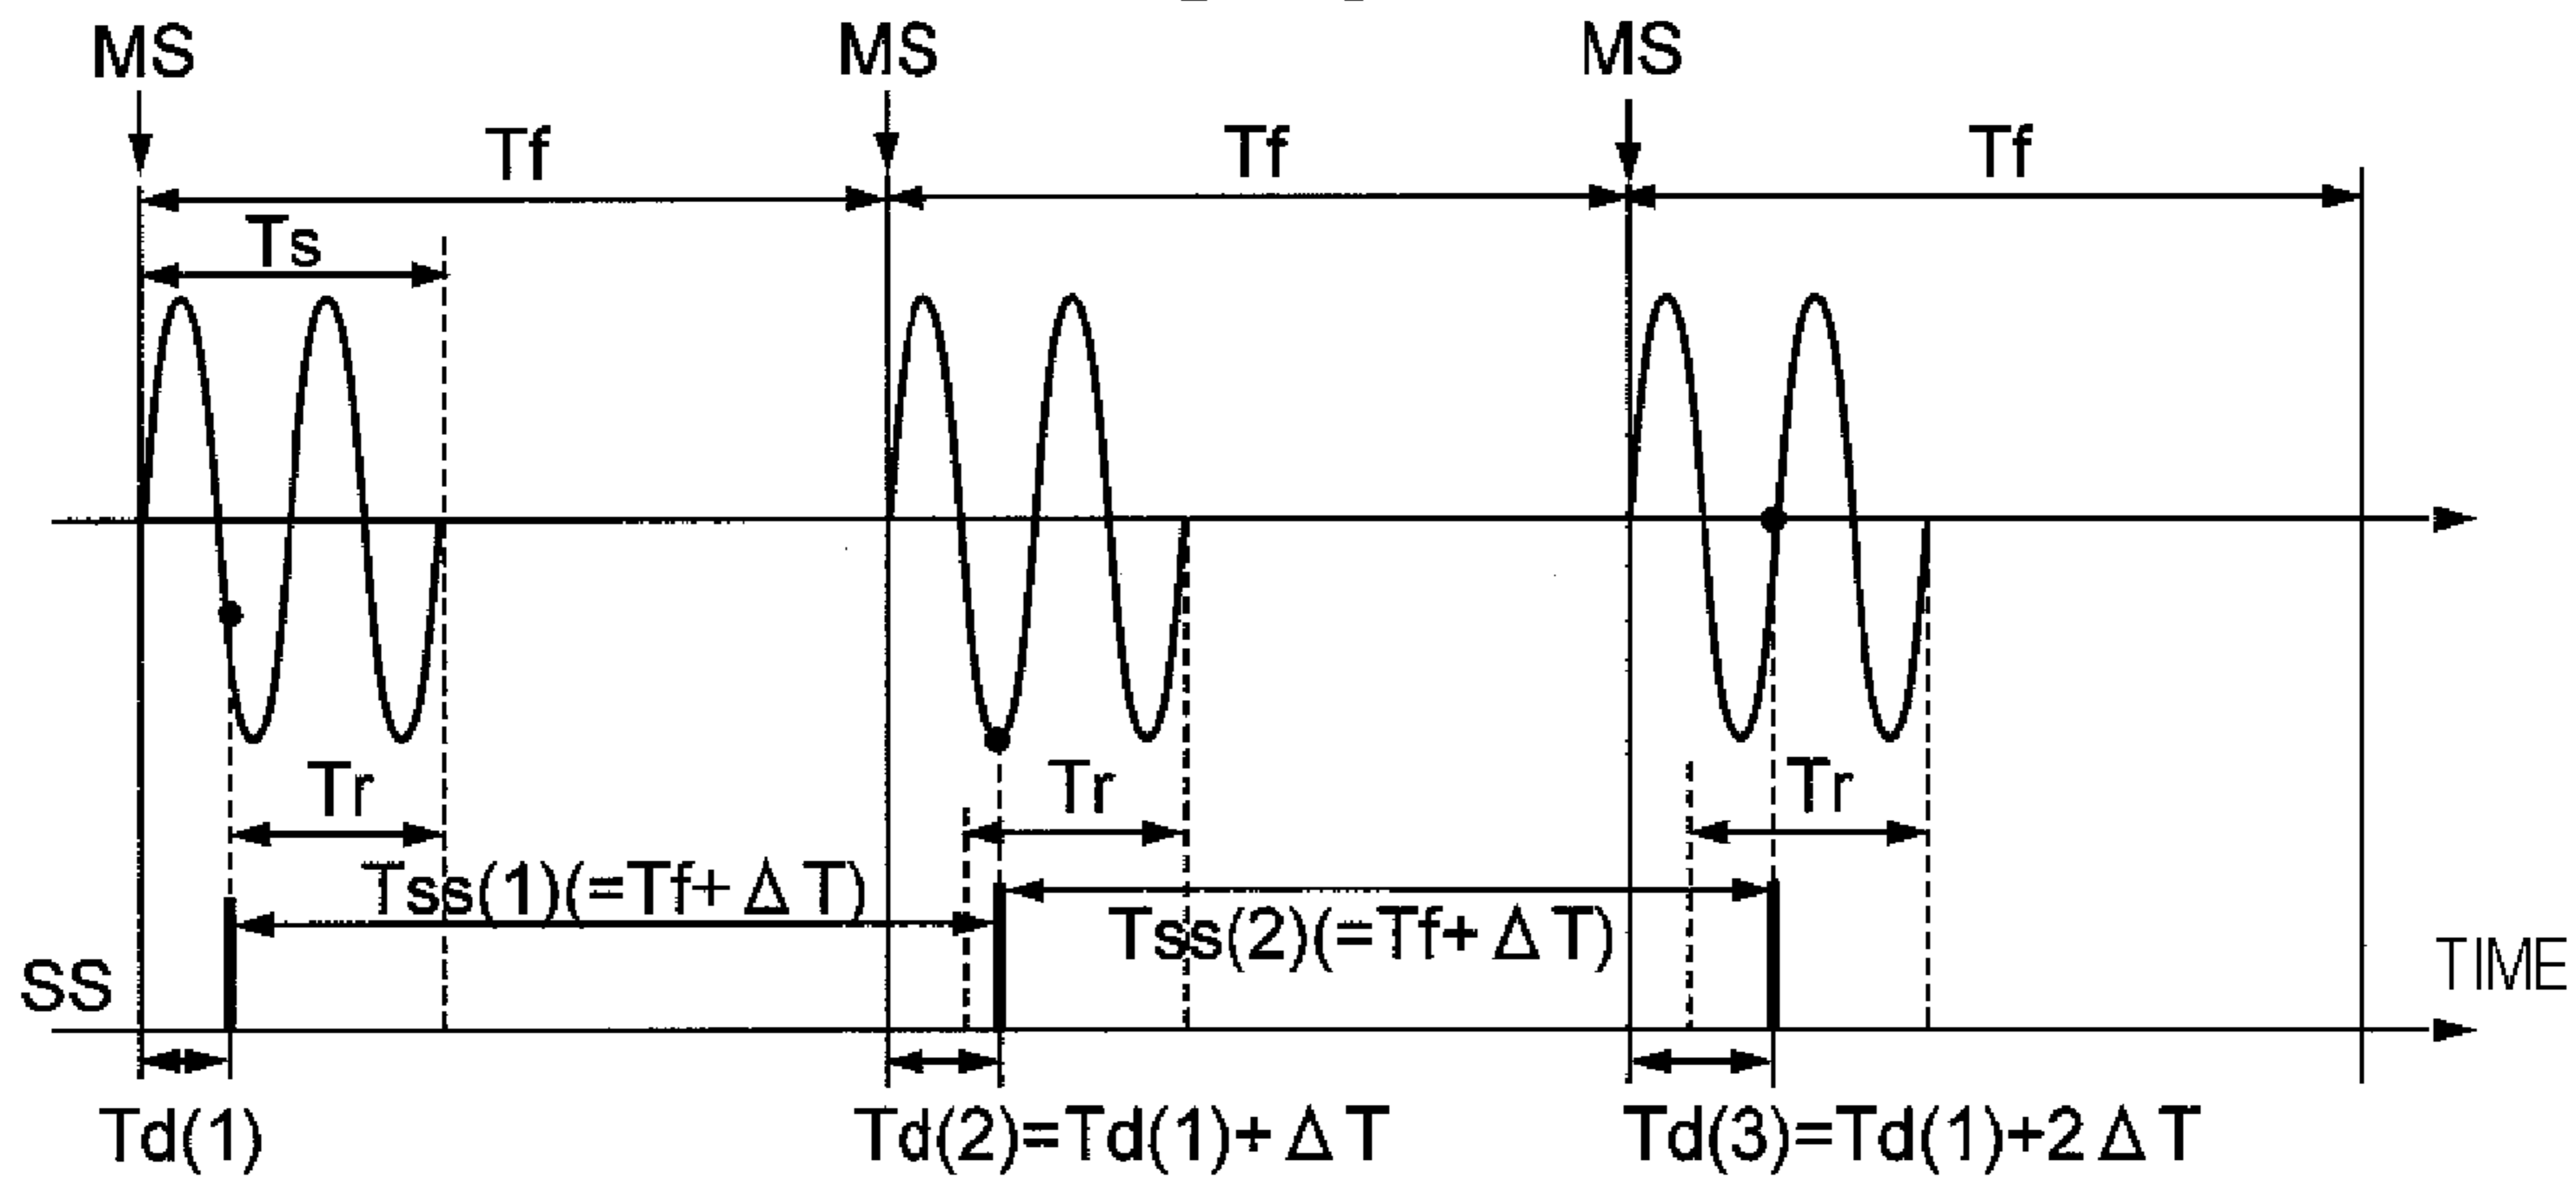 MS MS MS
Tf Tf Tf
Ts
Tr Tr Tr
Tss(1)(=Tf+ΔT)
Tss(2)(=Tf+ΔT)
SS TIME
Td(1) Td(2)=Td(1)+ΔT Td(3)=Td(1)+2ΔT